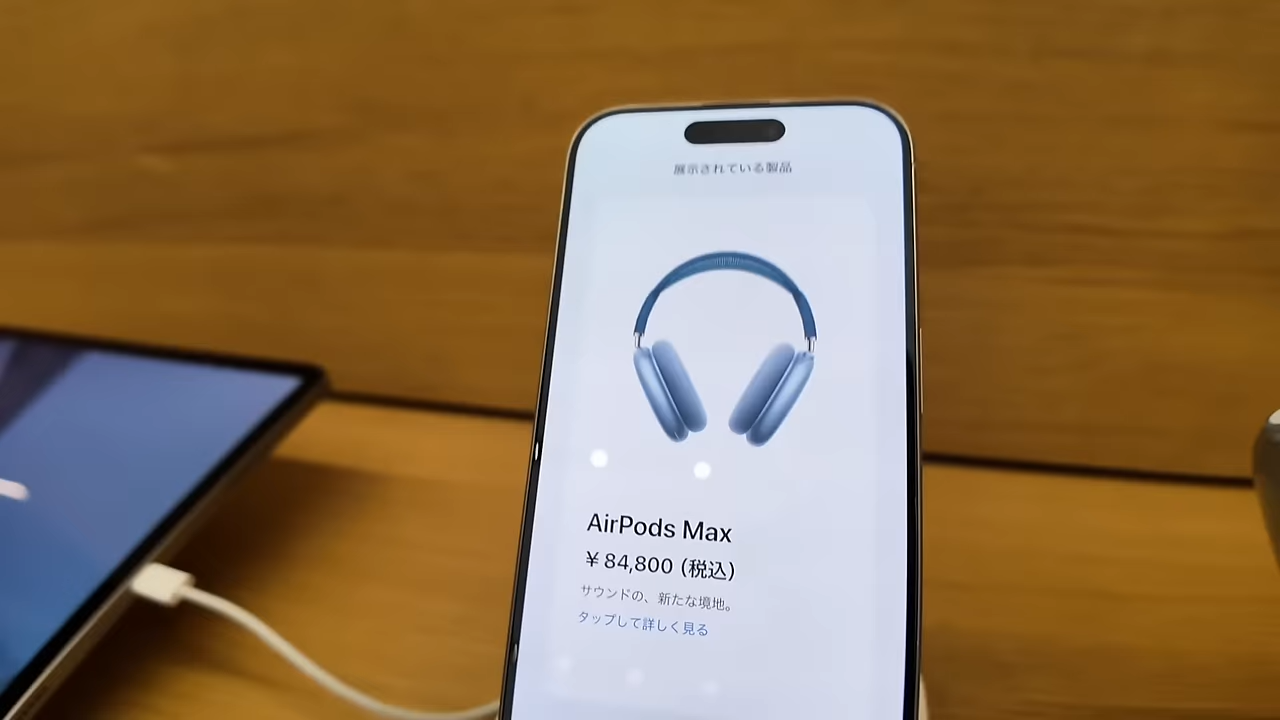 展示されている製品
AirPods Max
¥84,800 (税込)
サウンドの、新たな境地。
タップして詳しく見る